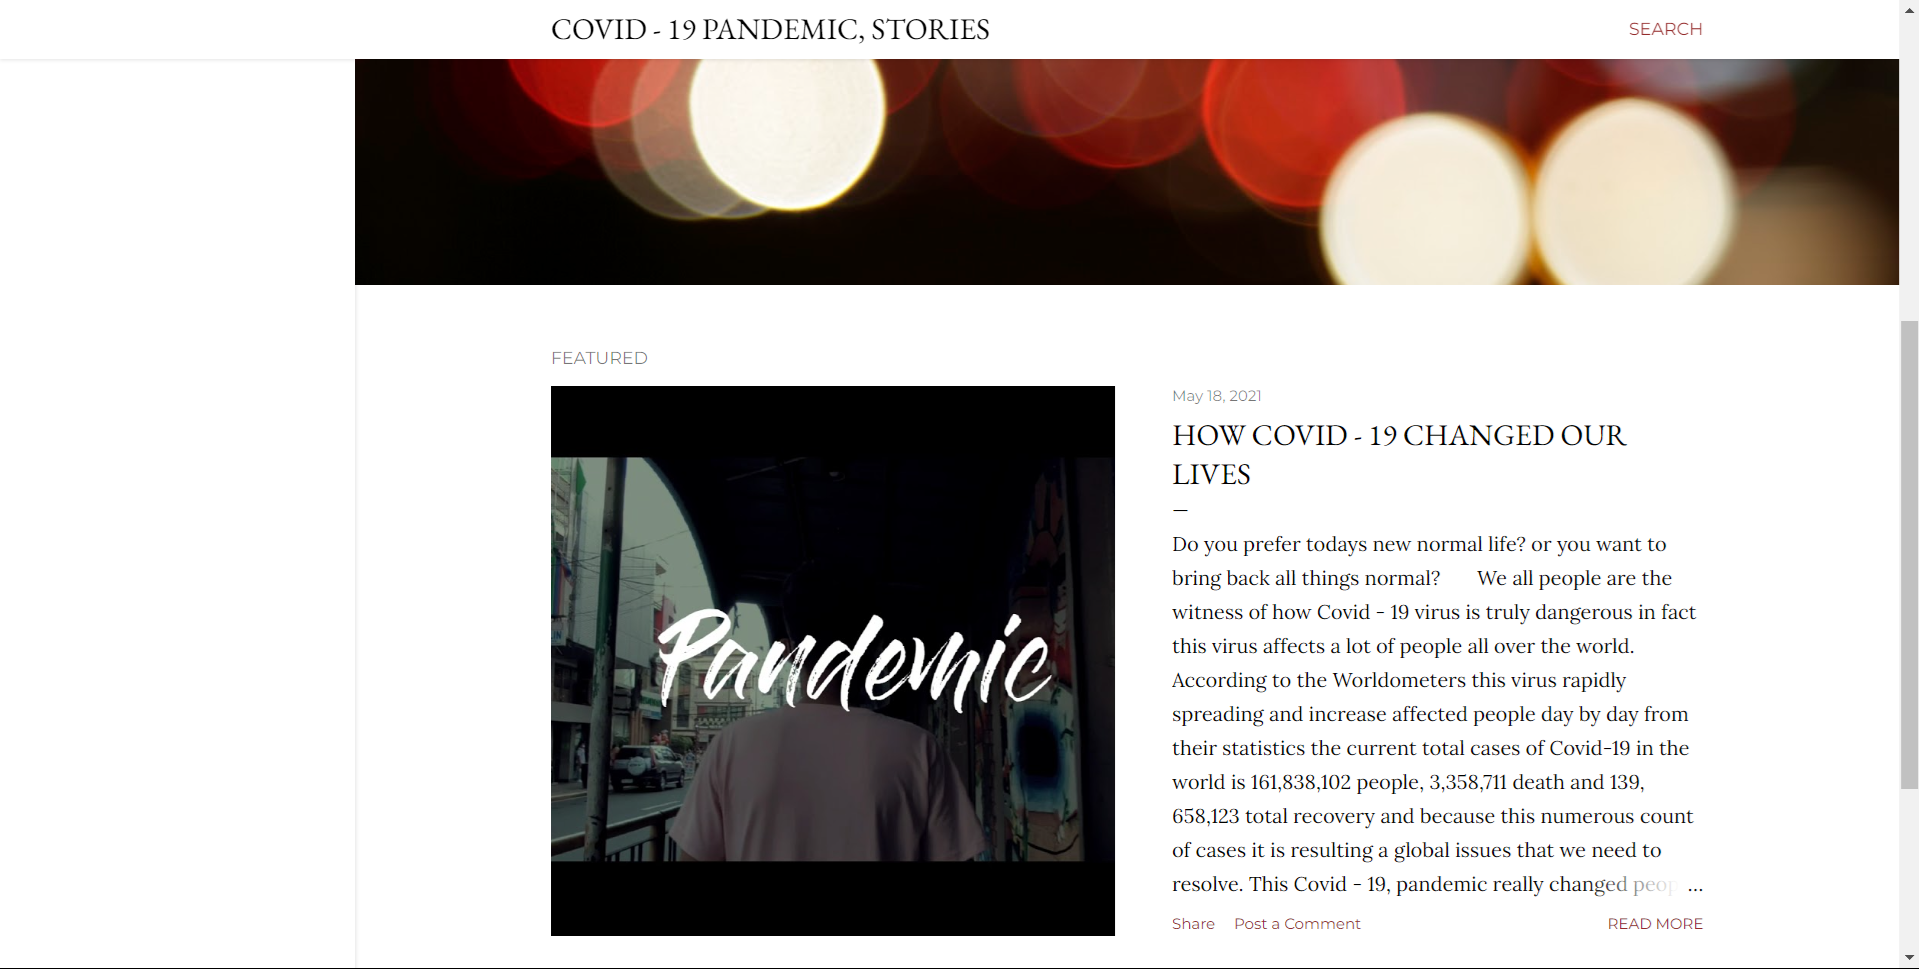 COVID - 19 PANDEMIC, STORIES
SEARCH
FEATURED
Pandemic
May 18, 2021
HOW COVID - 19 CHANGED OUR
LIVES
Do you prefer todays new normal life? or you want to
bring back all things normal? We all people are the
witness of how Covid - 19 virus is truly dangerous in fact
this virus affects a lot of people all over the world.
According to the Worldometers this virus rapidly
spreading and increase affected people day by day from
their statistics the current total cases of Covid-19 in the
world is 161,838,102 people, 3,358,711 death and 139,
658,123 total recovery and because this numerous count
of cases it is resulting a global issues that we need to
resolve. This Covid - 19, pandemic really changed peop ...
Share Post a Comment READ MORE